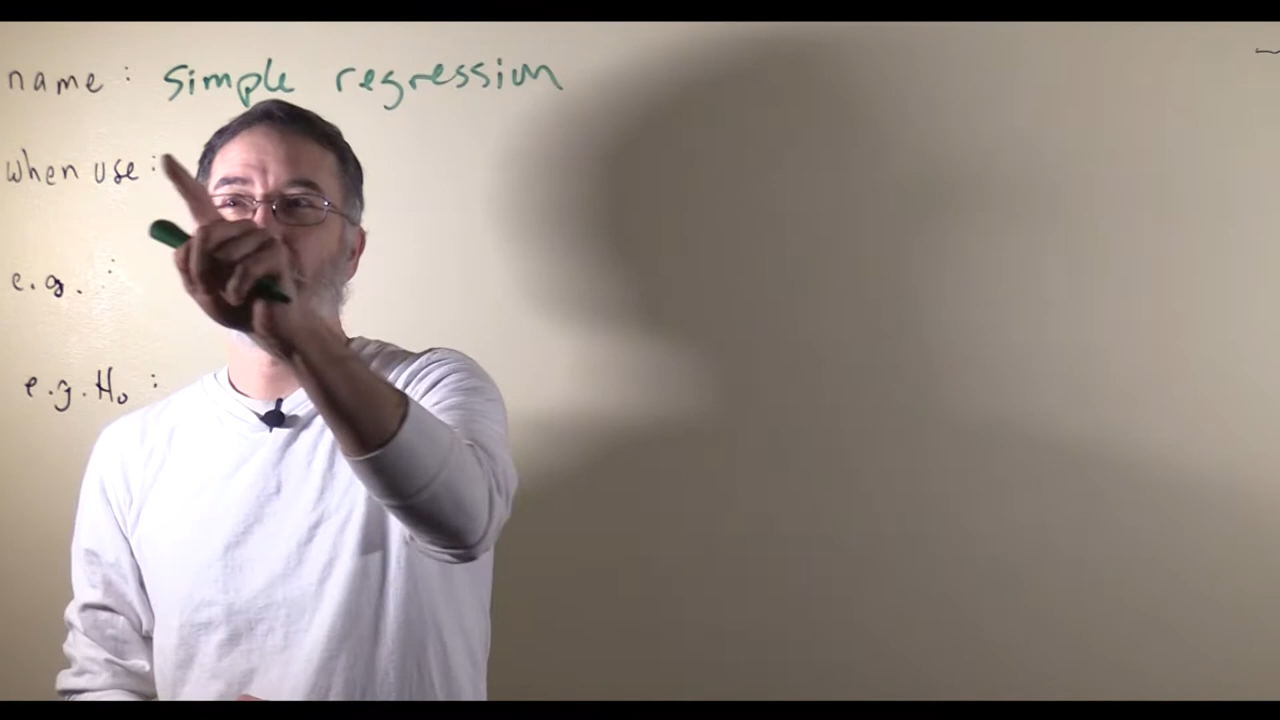 name : simple regression
when use :
e.g. :
e.g. H₀ :